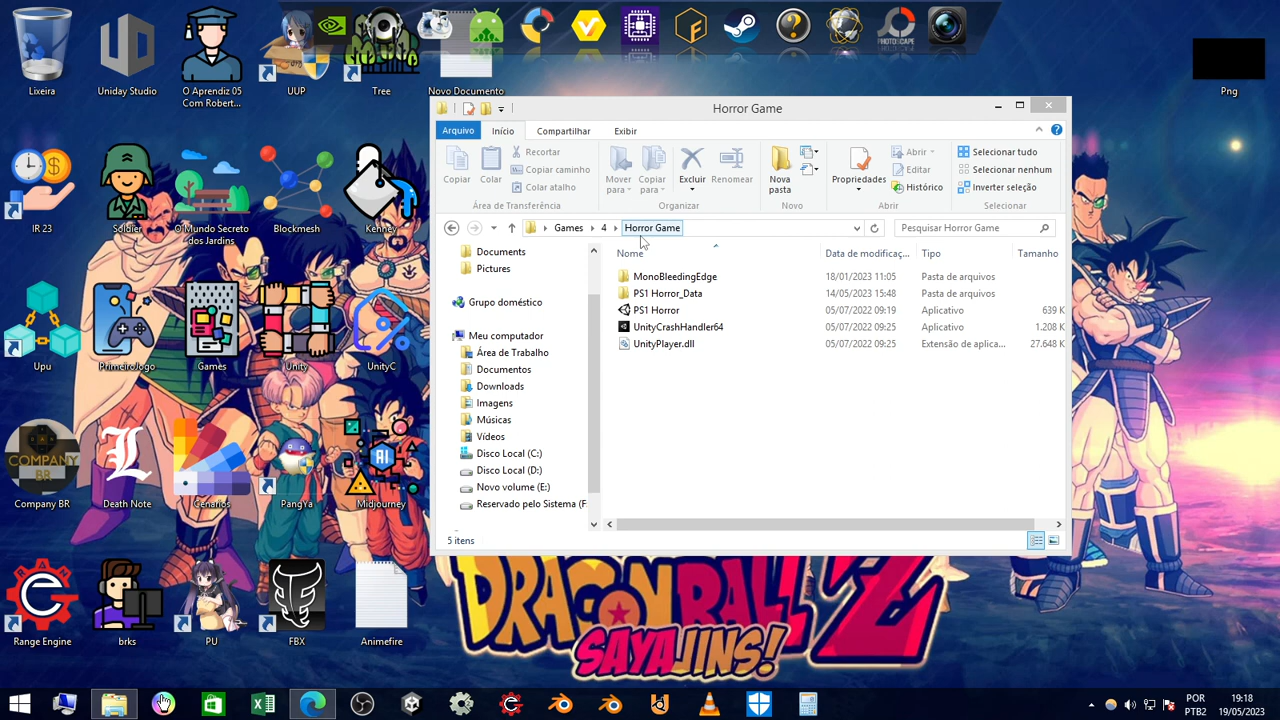 PHOTOSCAPE
Lixeira
Uniday Studio
O Aprendiz 05
Com Robert...
UUP
Tree
Novo Documento
Png
Horror Game
Arquivo
Início
Compartilhar
Exibir
Copiar
Colar
Recortar
Copiar caminho
Colar atalho
Área de Transferência
Mover
para
Copiar
para
Excluir
Renomear
Organizar
Nova
pasta
Novo
Propriedades
Abrir
Editar
Histórico
Abrir
Selecionar tudo
Selecionar nenhum
Inverter seleção
Selecionar
Games
4
Horror Game
Pesquisar Horror Game
Nome
Data de modificaç...
Tipo
Tamanho
MonoBleedingEdge 18/01/2023 11:05 Pasta de arquivos
PS1 Horror_Data 14/05/2023 15:48 Pasta de arquivos
PS1 Horror 05/07/2022 09:19 Aplicativo 639 K
UnityCrashHandler64 05/07/2022 09:25 Aplicativo 1.208 K
UnityPlayer.dll 05/07/2022 09:25 Extensão de aplica... 27.648 K
Documents
Pictures
Grupo doméstico
Meu computador
Área de Trabalho
Documentos
Downloads
Imagens
Músicas
Vídeos
Disco Local (C:)
Disco Local (D:)
Novo volume (E:)
Reservado pelo Sistema (F
5 itens
IR 23
Soldier
O Mundo Secreto
dos Jardins
Blockmesh
Kenney
Upu
PrimeiroJogo
Games
Unity
UnityC
COMPANY
BR
AI
Company BR
Death Note
Cenarios
PangYa
Midjourney
Range Engine
brks
PU
FBX
Animefire
DRAGON BALL Z
SAYAJINS!
POR
PTB2
19:18
19/05/2023